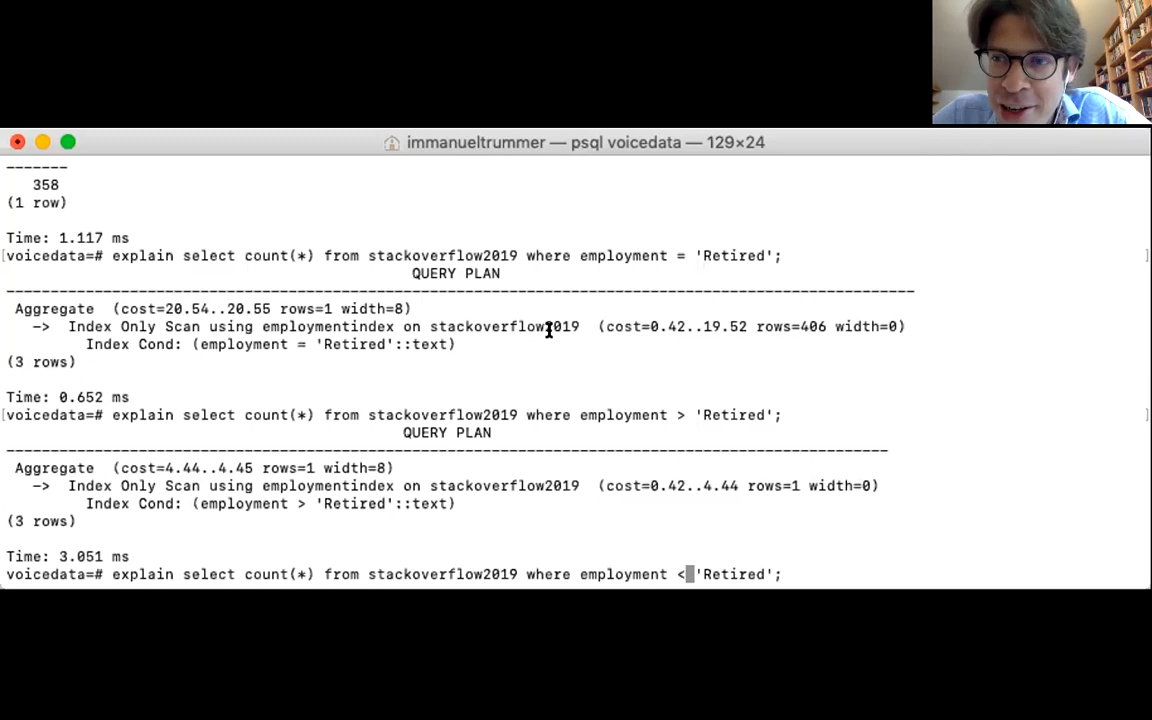 immanueltrummer — psql voicedata — 129×24
-------
358
(1 row)
Time: 1.117 ms
[voicedata=# explain select count(*) from stackoverflow2019 where employment = 'Retired'; ]
QUERY PLAN
-------------------------------------------------------------------------------------------------------
Aggregate (cost=20.54..20.55 rows=1 width=8)
-> Index Only Scan using employmentindex on stackoverflow2019 (cost=0.42..19.52 rows=406 width=0)
Index Cond: (employment = 'Retired'::text)
(3 rows)
Time: 0.652 ms
[voicedata=# explain select count(*) from stackoverflow2019 where employment > 'Retired'; ]
QUERY PLAN
----------------------------------------------------------------------------------------------------
Aggregate (cost=4.44..4.45 rows=1 width=8)
-> Index Only Scan using employmentindex on stackoverflow2019 (cost=0.42..4.44 rows=1 width=0)
Index Cond: (employment > 'Retired'::text)
(3 rows)
Time: 3.051 ms
voicedata=# explain select count(*) from stackoverflow2019 where employment < 'Retired';